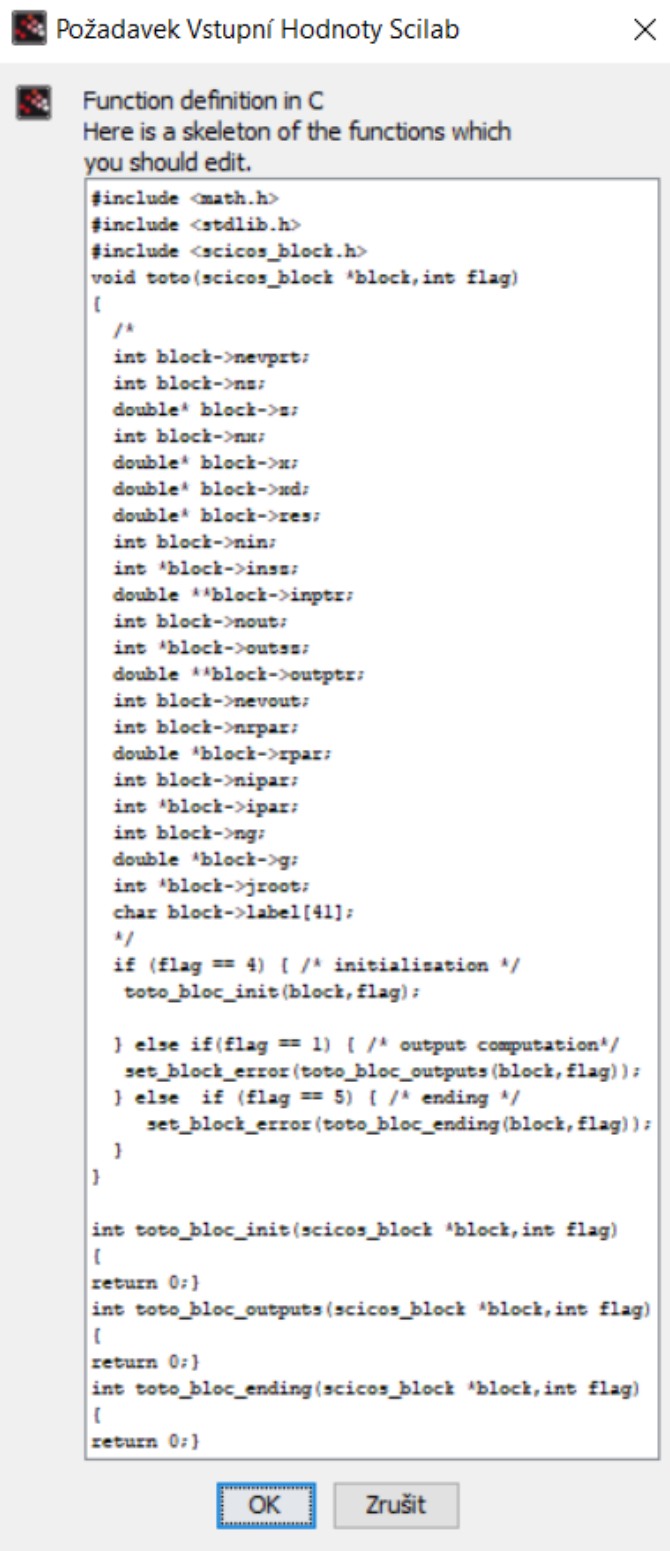 Požadavek Vstupní Hodnoty Scilab
Function definition in C
Here is a skeleton of the functions which
you should edit.
#include <math.h>
#include <stdlib.h>
#include <scicos_block.h>
void toto(scicos_block *block,int flag)
{
/*
int block->nevprt;
int block->nz;
double* block->z;
int block->nx;
double* block->x;
double* block->xd;
double* block->res;
int block->nin;
int *block->insz;
double **block->inptr;
int block->nout;
int *block->outsz;
double **block->outptr;
int block->nevout;
int block->nrpar;
double *block->rpar;
int block->nipar;
int *block->ipar;
int block->ng;
double *block->g;
int *block->jroot;
char block->label[41];
*/
if (flag == 4) { /* initialization */
toto_bloc_init(block,flag);
} else if(flag == 1) { /* output computation*/
set_block_error(toto_bloc_outputs(block,flag));
} else  if (flag == 5) { /* ending */
set_block_error(toto_bloc_ending(block,flag));
}
}
int toto_bloc_init(scicos_block *block,int flag)
{
return 0;}
int toto_bloc_outputs(scicos_block *block,int flag)
{
return 0;}
int toto_bloc_ending(scicos_block *block,int flag)
{
return 0;}
OK Zrušit